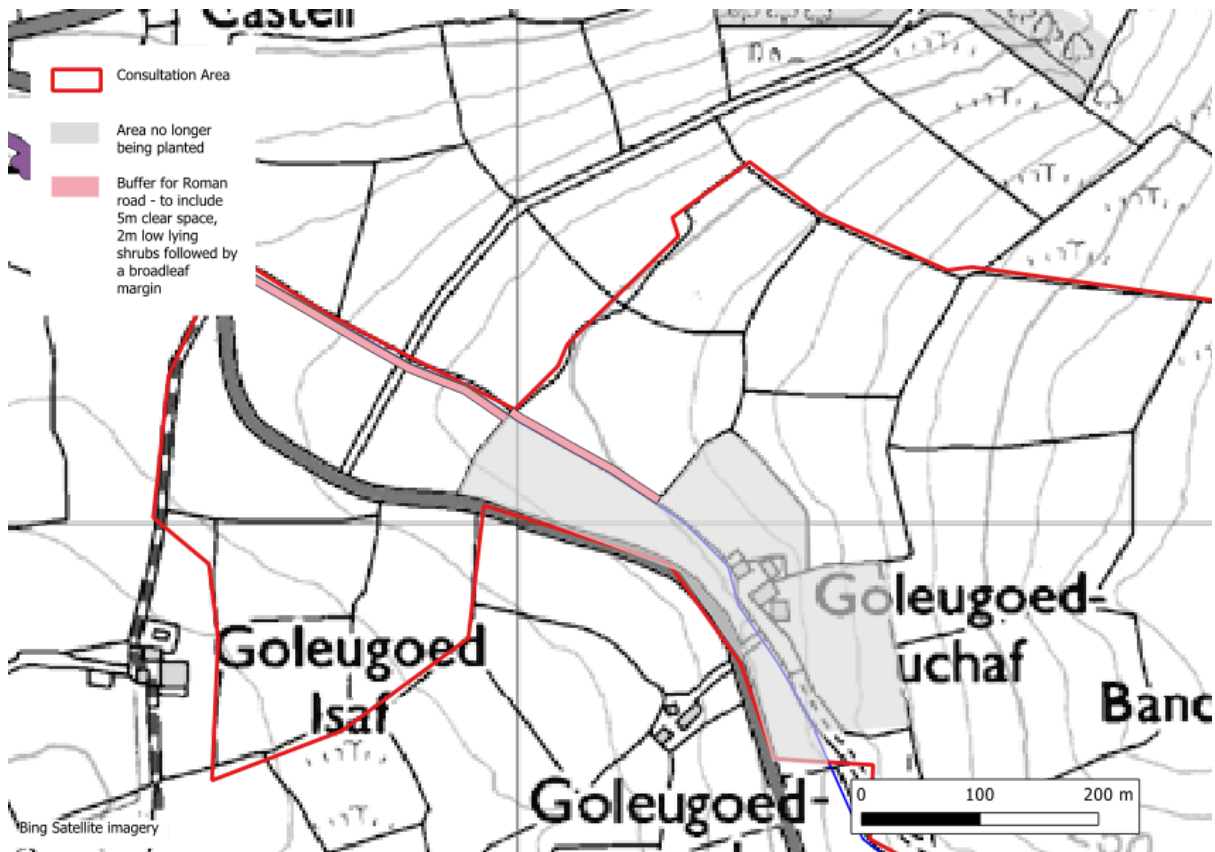 Castell
Consultation Area
Area no longer
being planted
Buffer for Roman
road - to include
5m clear space,
2m low lying
shrubs followed by
a broadleaf
margin
Goleugoed-
uchaf
Goleugoed
Isaf
Banc
Goleugoed-
0 100 200 m
Bing Satellite imagery